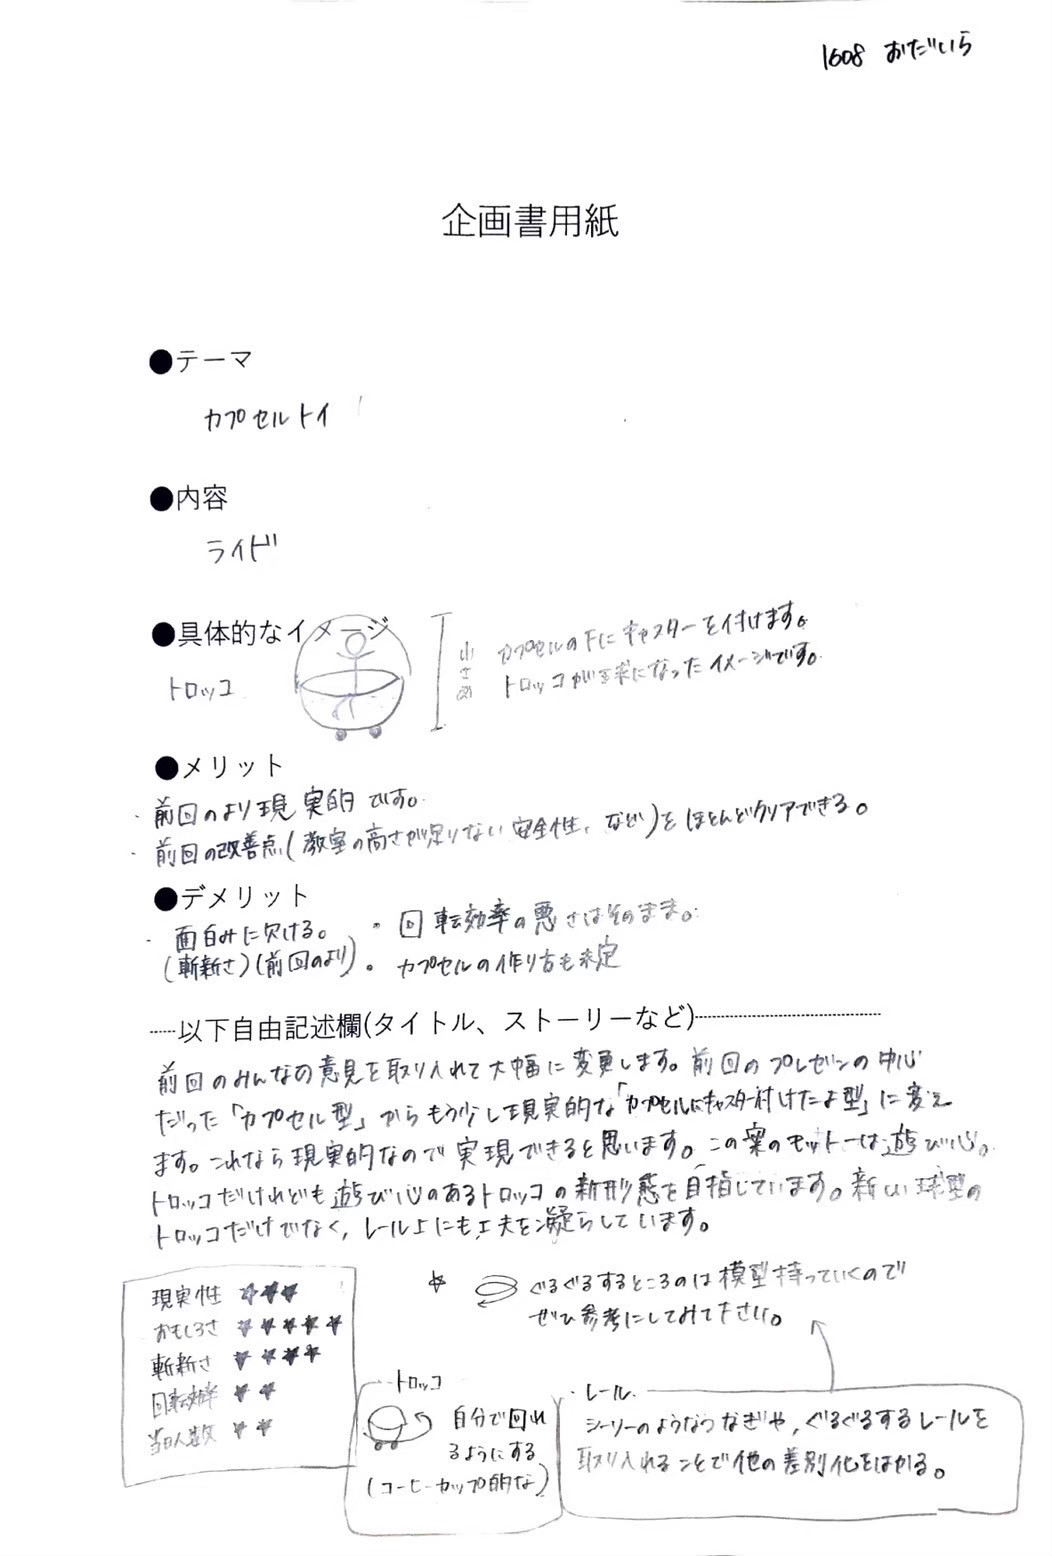 1608 おだいら
企画書用紙
●テーマ
カプセルトイ
●内容
ライド
●具体的なイメージ
トロッコ
小さめ
カプセルの下にキャスターを付けます。
トロッコが球になったイメージです。
●メリット
・前回のより現実的です。
・前回の改善点(教室の高さが足りない 安全性、など)をほとんどクリアできる。
●デメリット
・面白みに欠ける。
(斬新さ)(前回のより)
・回転効率の悪さはそのまま。
・カプセルの作り方も未定
以下自由記述欄(タイトル、ストーリーなど)
前回のみんなの意見を取り入れて大幅に変更します。前回のプレゼンの中心
だった「カプセル型」からもう少し現実的な「カプセルにキャスター付けたよ型」に変え
ます。これなら現実的なので実現できると思います。この案のモットーは遊び心。
トロッコだけれども遊び心のあるトロッコの新形態を目指しています。新しい球型の
トロッコだけでなく、レール上にも工夫を凝らしています。
現実性 ★★★
おもしろさ ★★★★★
斬新さ ★★★★
回転効率 ★★
当日人数 ★★
☆ ぐるぐるするところのは模型持っていくので
ぜひ参考にしてみて下さい。
トロッコ
自分で回れ
るようにする
(コーヒーカップ的な)
レール
シーソーのようなつなぎや、ぐるぐるするレールを
取り入れることで他の差別化をはかる。